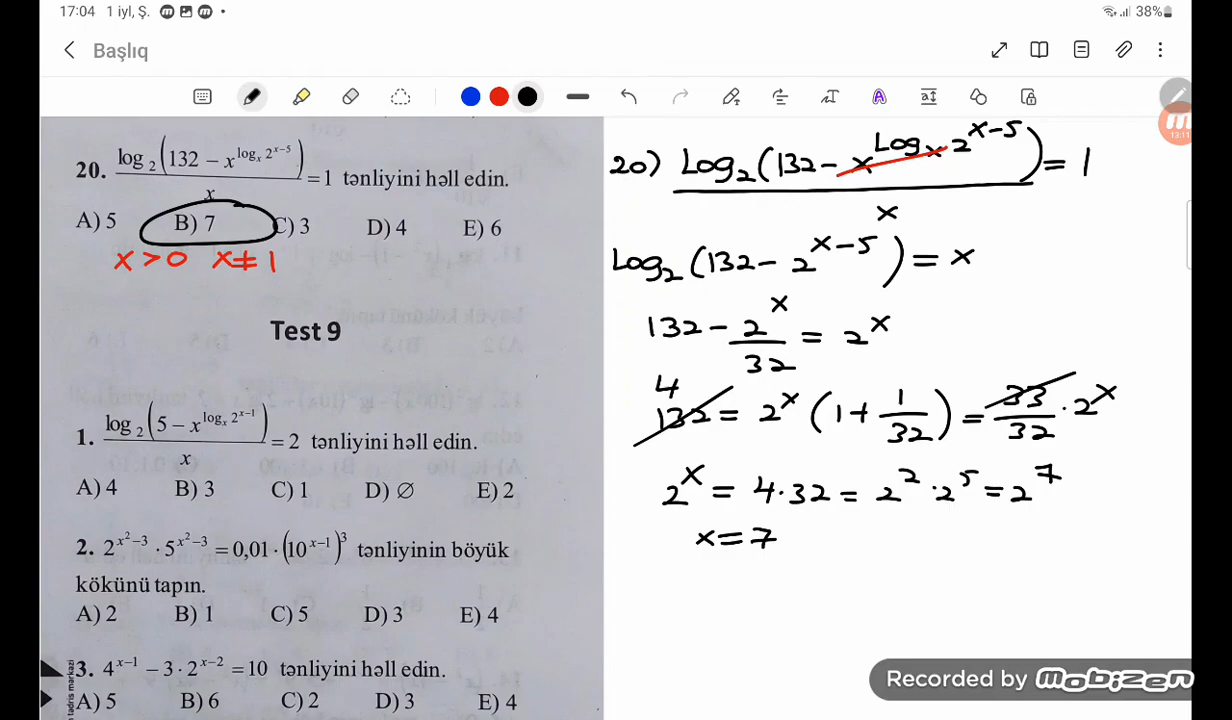 17:04 1 iyl, Ş. 38%
Başlıq
20. log₂(132 − x^(logₓ 2^(x−5))) / x = 1 tənliyini həll edin.
A) 5 B) 7 C) 3 D) 4 E) 6
x > 0 x ≠ 1
Test 9
1. log₂(5 − x^(logₓ 2^(x−1))) / x = 2 tənliyini həll edin.
A) 4 B) 3 C) 1 D) ∅ E) 2
2. 2^(x²−3) · 5^(x²−3) = 0,01 · (10^(x−1))³ tənliyinin böyük
kökünü tapın.
A) 2 B) 1 C) 5 D) 3 E) 4
3. 4^(x−1) − 3 · 2^(x−2) = 10 tənliyini həll edin.
A) 5 B) 6 C) 2 D) 3 E) 4
20) Log₂(132 − x^(Logₓ 2^(x−5))) / x = 1
Log₂(132 − 2^(x−5)) = x
132 − 2^x / 32 = 2^x
4
132 = 2^x (1 + 1/32) = 33/32 · 2^x
2^x = 4 · 32 = 2² · 2⁵ = 2⁷
x = 7
13:11
Recorded by mobizen